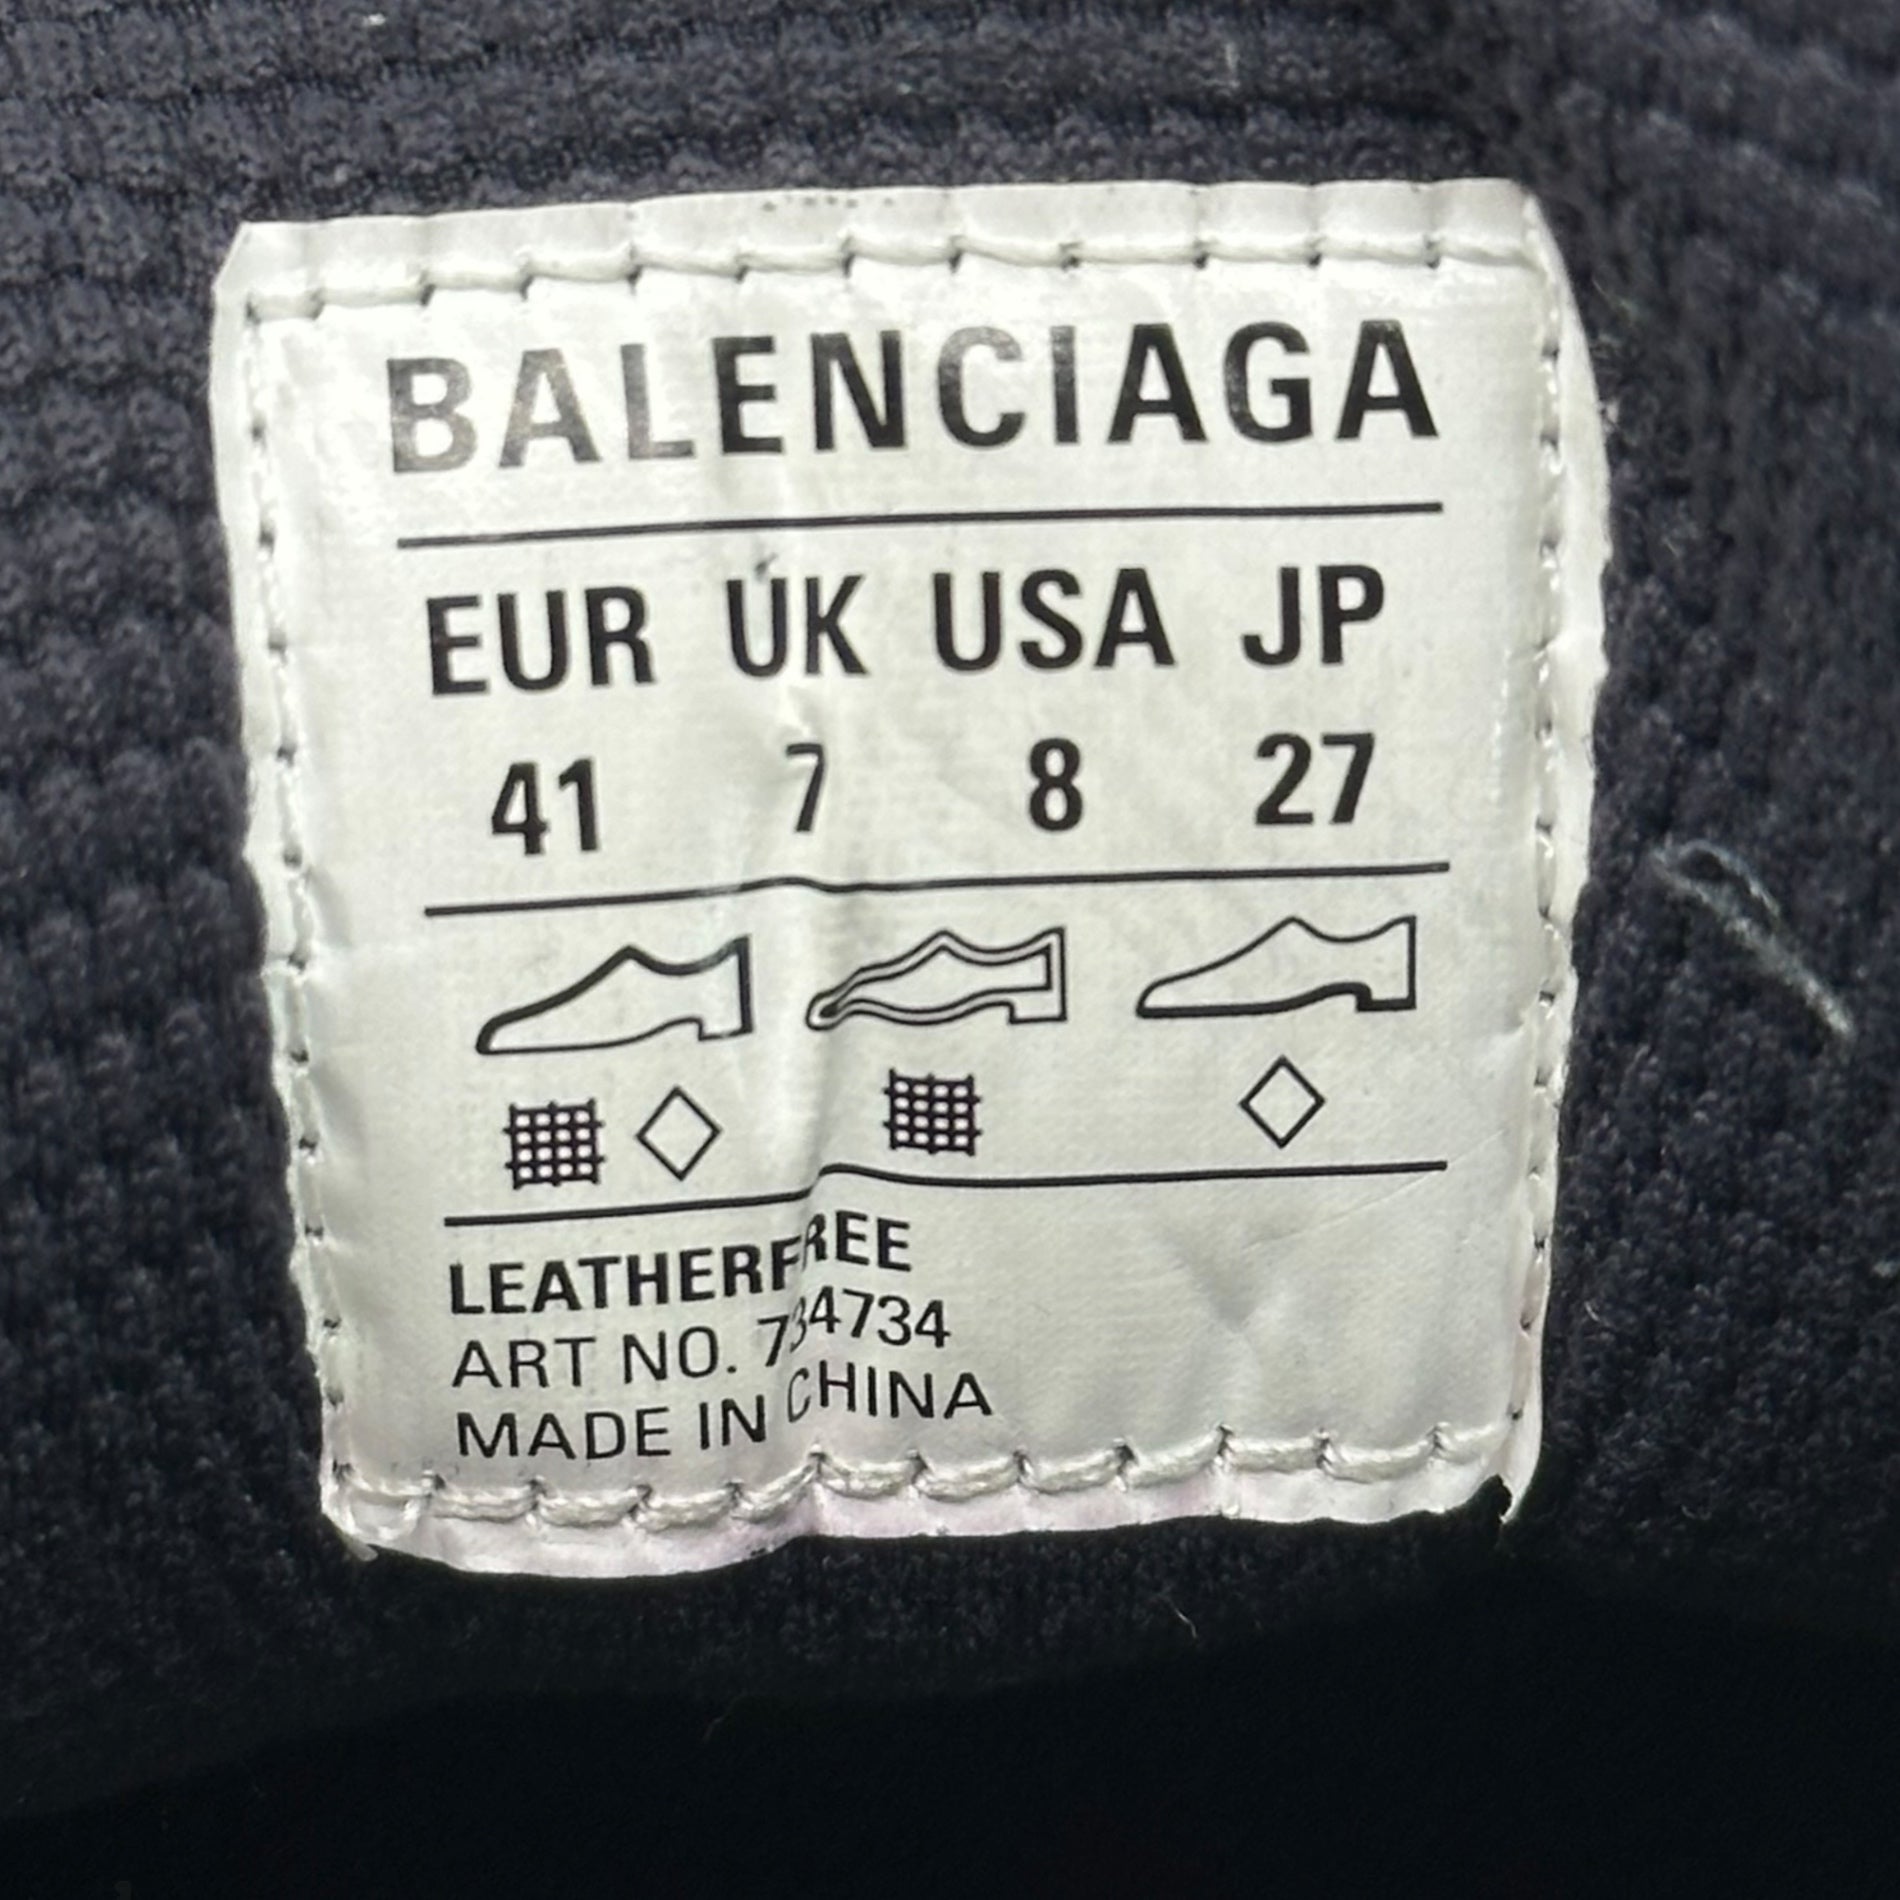 BALENCIAGA
EUR UK USA JP
41 7 8 27
LEATHERFREE
ART NO. 734734
MADE IN CHINA